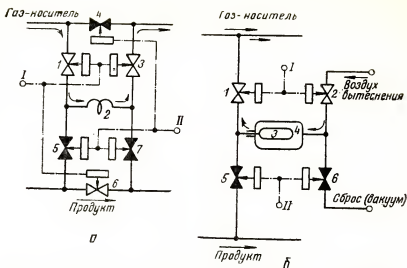 Газ-носитель
4
I
1
3
2
II
5
7
6
Продукт
а
Газ-носитель
I
1
2
Воздух
вытеснения
3
4
5
6
II
Сброс (вакуум)
Продукт
б